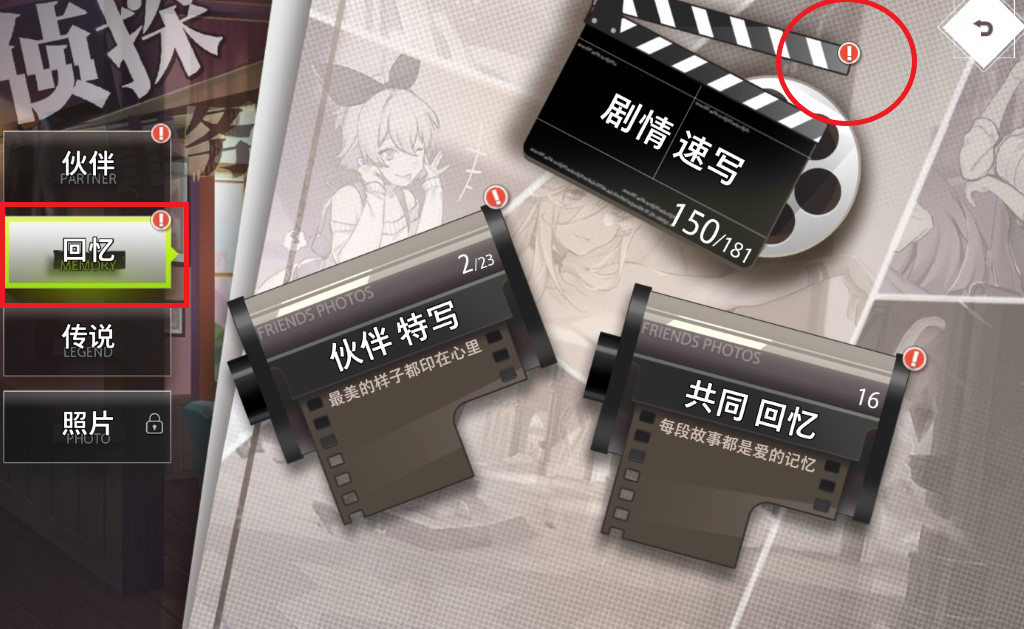 侦探
伙伴
PARTNER
回忆
MEMORY
传说
LEGEND
照片
PHOTO
剧情 速写
150/181
2/23
FRIENDS PHOTOS
伙伴 特写
最美的样子都印在心里
FRIENDS PHOTOS
16
共同 回忆
每段故事都是爱的记忆